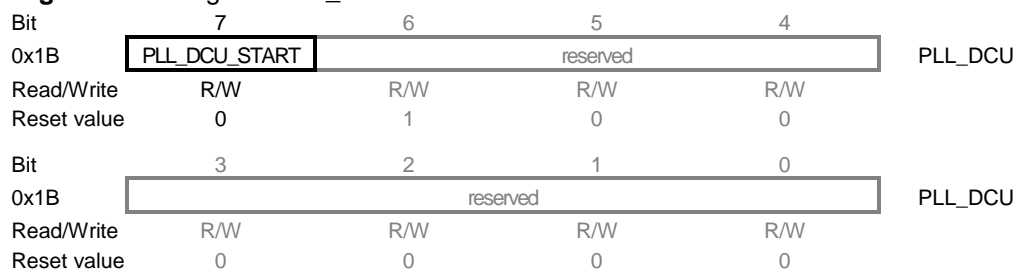 Bit 7 6 5 4
0x1B PLL_DCU_START reserved PLL_DCU
Read/Write R/W R/W R/W R/W
Reset value 0 1 0 0
Bit 3 2 1 0
0x1B reserved PLL_DCU
Read/Write R/W R/W R/W R/W
Reset value 0 0 0 0